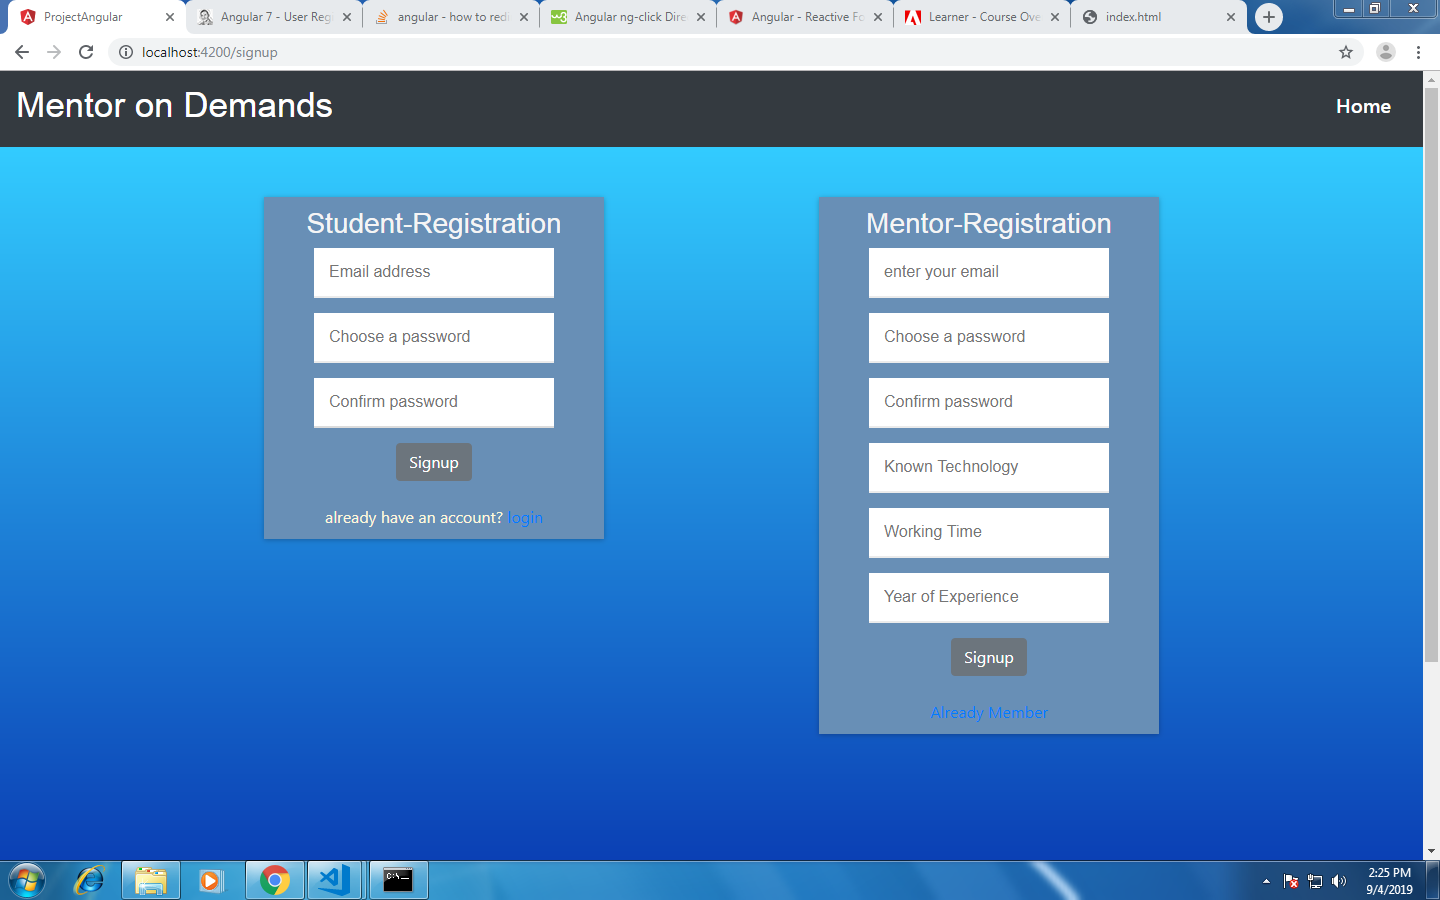 ProjectAngular
Angular 7 - User Reg
angular - how to redi
Angular ng-click Dire
Angular - Reactive Fo
Learner - Course Ove
index.html
localhost:4200/signup
Mentor on Demands
Home
Student-Registration
Email address
Choose a password
Confirm password
Signup
already have an account? login
Mentor-Registration
enter your email
Choose a password
Confirm password
Known Technology
Working Time
Year of Experience
Signup
Already Member
2:25 PM
9/4/2019